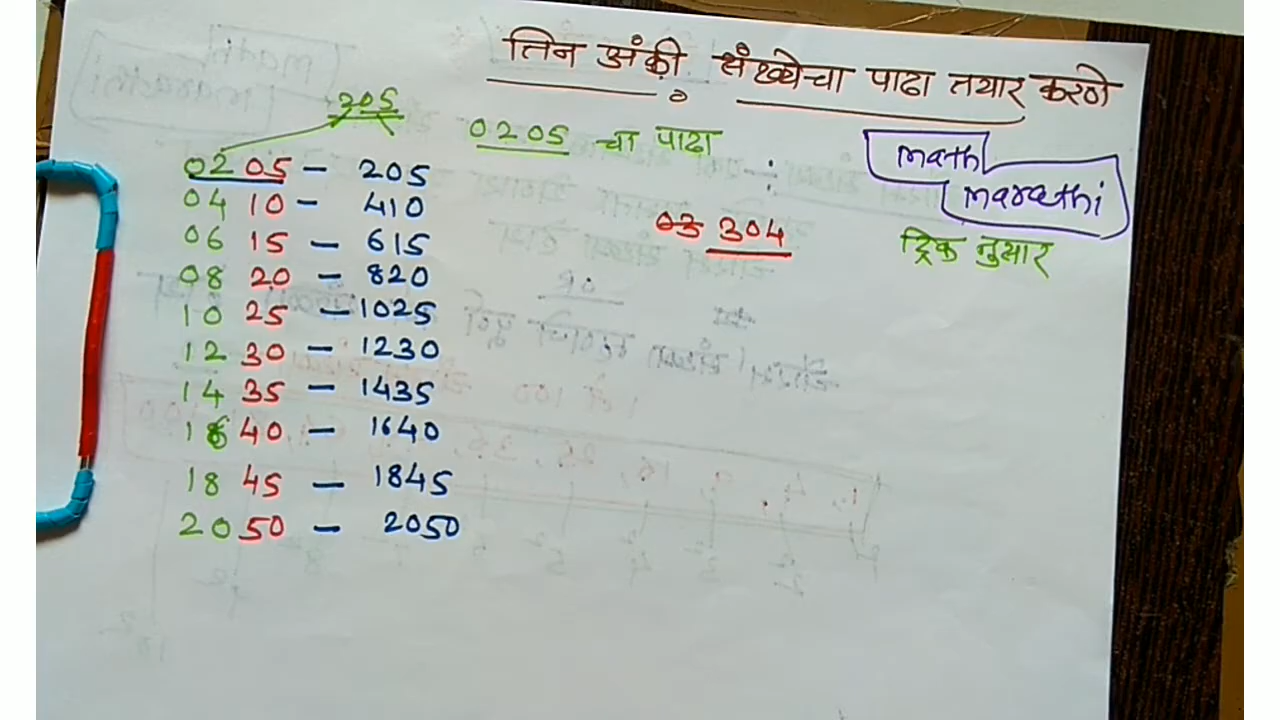 तिन अंकी संख्येचा पाढा तयार करणे
205
0205 चा पाढा
math
marathi
ट्रिक नुसार
0205 - 205
0410 - 410
0615 - 615
0820 - 820
1025 - 1025
1230 - 1230
1435 - 1435
1640 - 1640
1845 - 1845
2050 - 2050
03 304